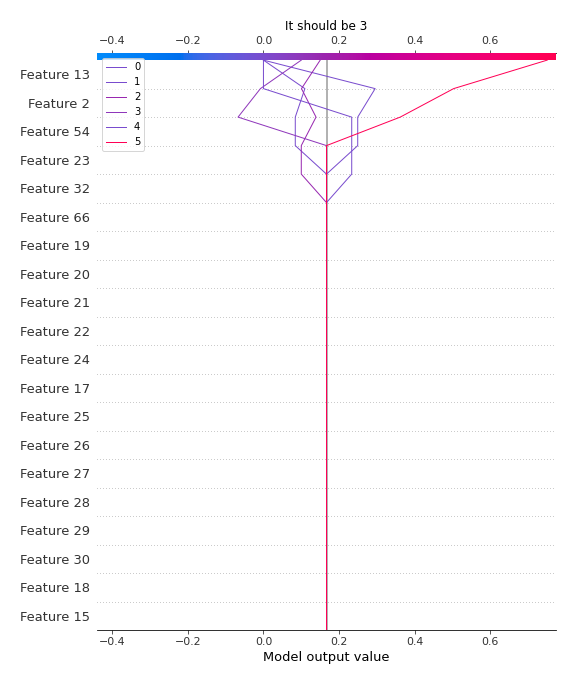 It should be 3
−0.4 −0.2 0.0 0.2 0.4 0.6
0
1
2
3
4
5
Feature 13
Feature 2
Feature 54
Feature 23
Feature 32
Feature 66
Feature 19
Feature 20
Feature 21
Feature 22
Feature 24
Feature 17
Feature 25
Feature 26
Feature 27
Feature 28
Feature 29
Feature 30
Feature 18
Feature 15
−0.4 −0.2 0.0 0.2 0.4 0.6
Model output value